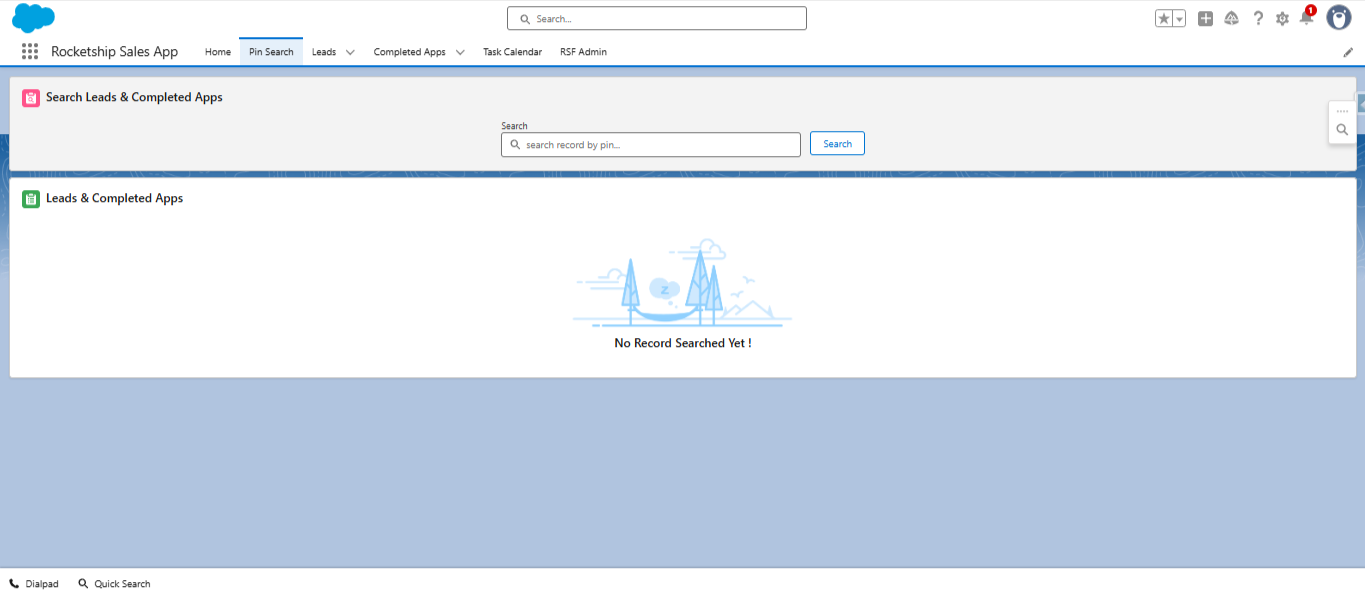 Search...
1
Rocketship Sales App
Home
Pin Search
Leads
Completed Apps
Task Calendar
RSF Admin
Search Leads & Completed Apps
Search
search record by pin...
Search
Leads & Completed Apps
z
No Record Searched Yet !
Dialpad
Quick Search